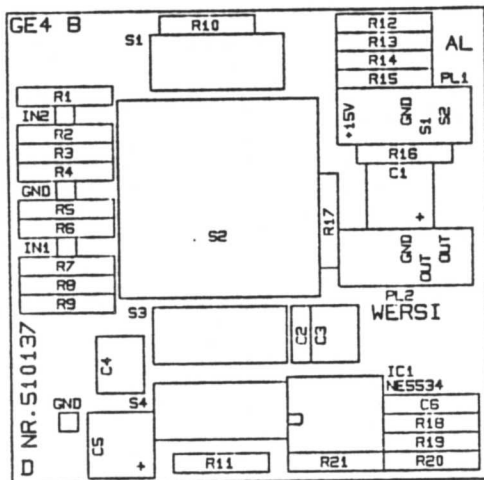 GE4 B
R10
S1
R12
R13
R14
R15
AL
PL1
+15V
GND
S1
S2
R1
IN2
R2
R3
R4
GND
R5
R6
IN1
R7
R8
R9
S2
R17
R16
C1
+
GND
OUT
OUT
PL2
WERSI
S3
C2
C3
C4
IC1
NE5534
S4
C6
R18
R19
R20
R21
R11
GND
C5
+
D NR.510137